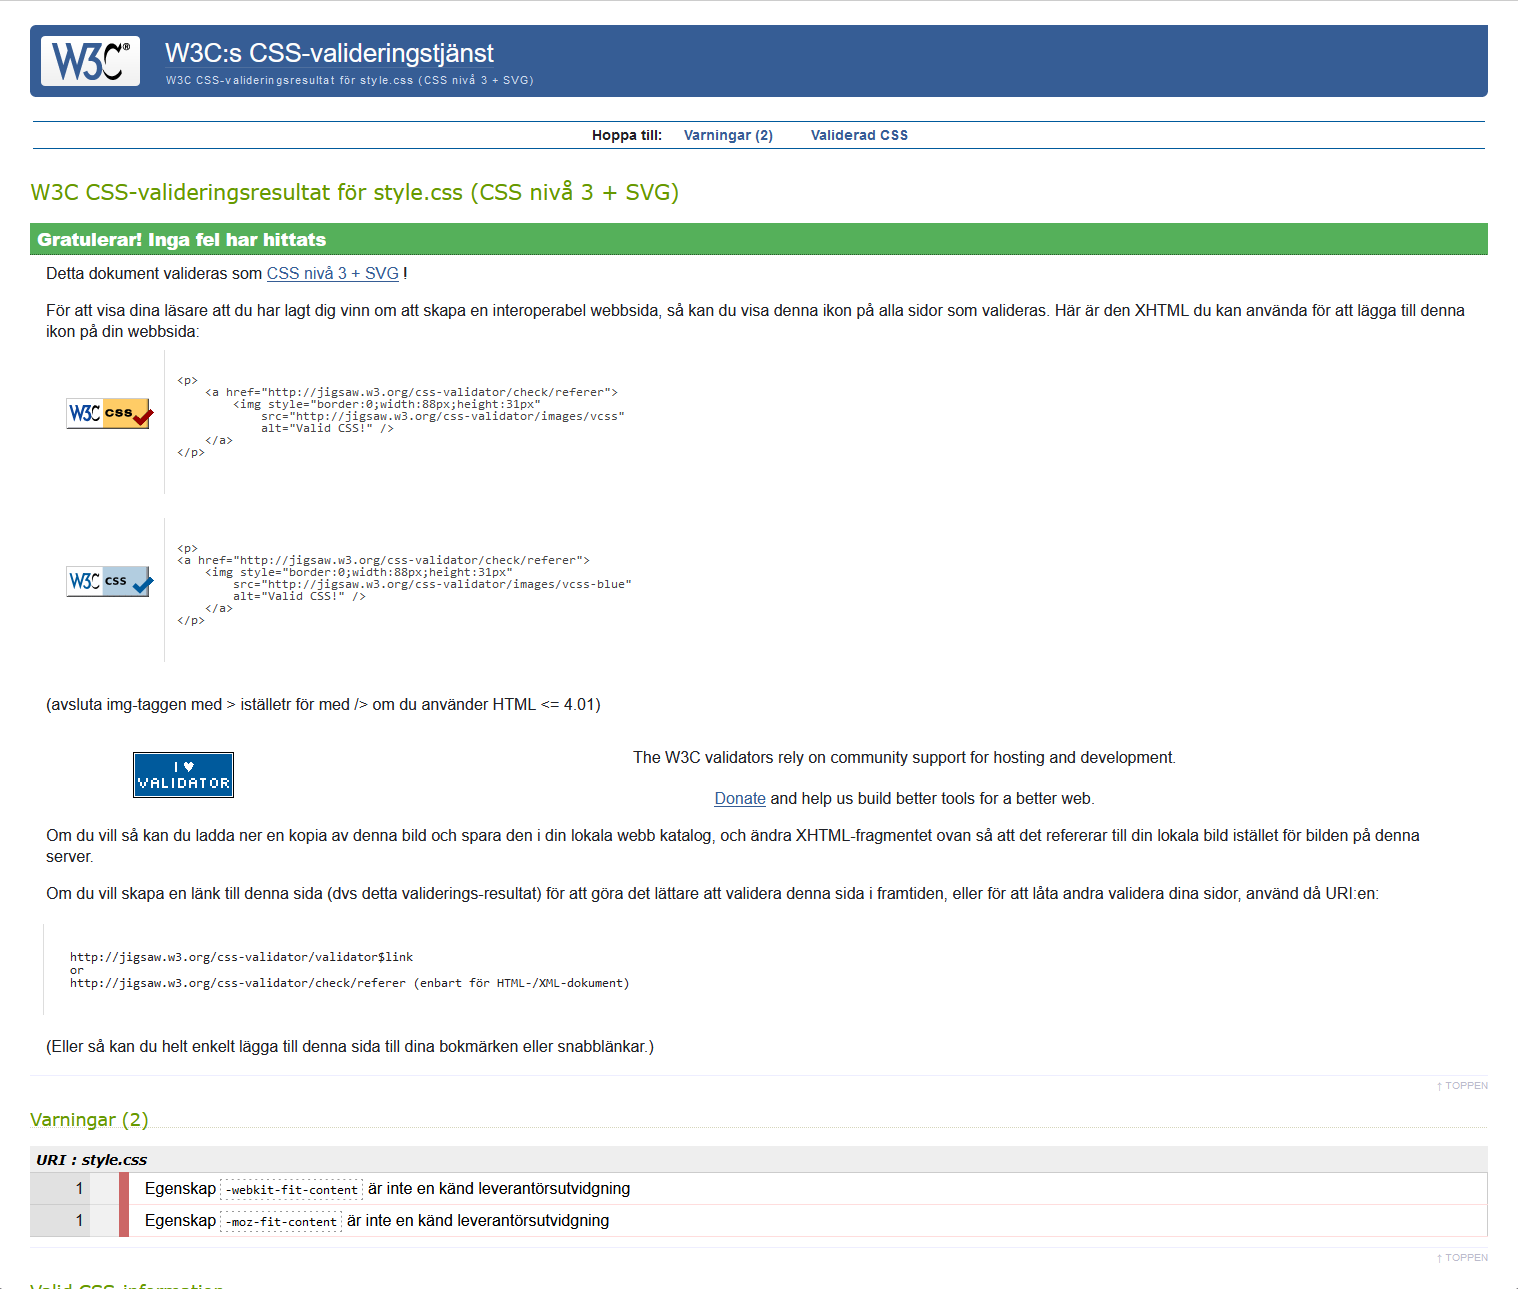 W3C®
W3C:s CSS-valideringstjänst
W3C CSS-valideringsresultat för style.css (CSS nivå 3 + SVG)
Hoppa till: Varningar (2) Validerad CSS
W3C CSS-valideringsresultat för style.css (CSS nivå 3 + SVG)
Gratulerar! Inga fel har hittats
Detta dokument valideras som CSS nivå 3 + SVG !
För att visa dina läsare att du har lagt dig vinn om att skapa en interoperabel webbsida, så kan du visa denna ikon på alla sidor som valideras. Här är den XHTML du kan använda för att lägga till denna
ikon på din webbsida:
W3C css
<p>
    <a href="http://jigsaw.w3.org/css-validator/check/referer">
        <img style="border:0;width:88px;height:31px"
            src="http://jigsaw.w3.org/css-validator/images/vcss"
            alt="Valid CSS!" />
    </a>
</p>
W3C css
<p>
<a href="http://jigsaw.w3.org/css-validator/check/referer">
    <img style="border:0;width:88px;height:31px"
        src="http://jigsaw.w3.org/css-validator/images/vcss-blue"
        alt="Valid CSS!" />
    </a>
</p>
(avsluta img-taggen med > iställetr för med /> om du använder HTML <= 4.01)
I ♥
VALIDATOR
The W3C validators rely on community support for hosting and development.
Donate and help us build better tools for a better web.
Om du vill så kan du ladda ner en kopia av denna bild och spara den i din lokala webb katalog, och ändra XHTML-fragmentet ovan så att det refererar till din lokala bild istället för bilden på denna
server.
Om du vill skapa en länk till denna sida (dvs detta validerings-resultat) för att göra det lättare att validera denna sida i framtiden, eller för att låta andra validera dina sidor, använd då URI:en:
http://jigsaw.w3.org/css-validator/validator$link
or
http://jigsaw.w3.org/css-validator/check/referer (enbart för HTML-/XML-dokument)
(Eller så kan du helt enkelt lägga till denna sida till dina bokmärken eller snabblänkar.)
↑ TOPPEN
Varningar (2)
URI : style.css
1 Egenskap -webkit-fit-content är inte en känd leverantörsutvidgning
1 Egenskap -moz-fit-content är inte en känd leverantörsutvidgning
↑ TOPPEN
Valid CSS information